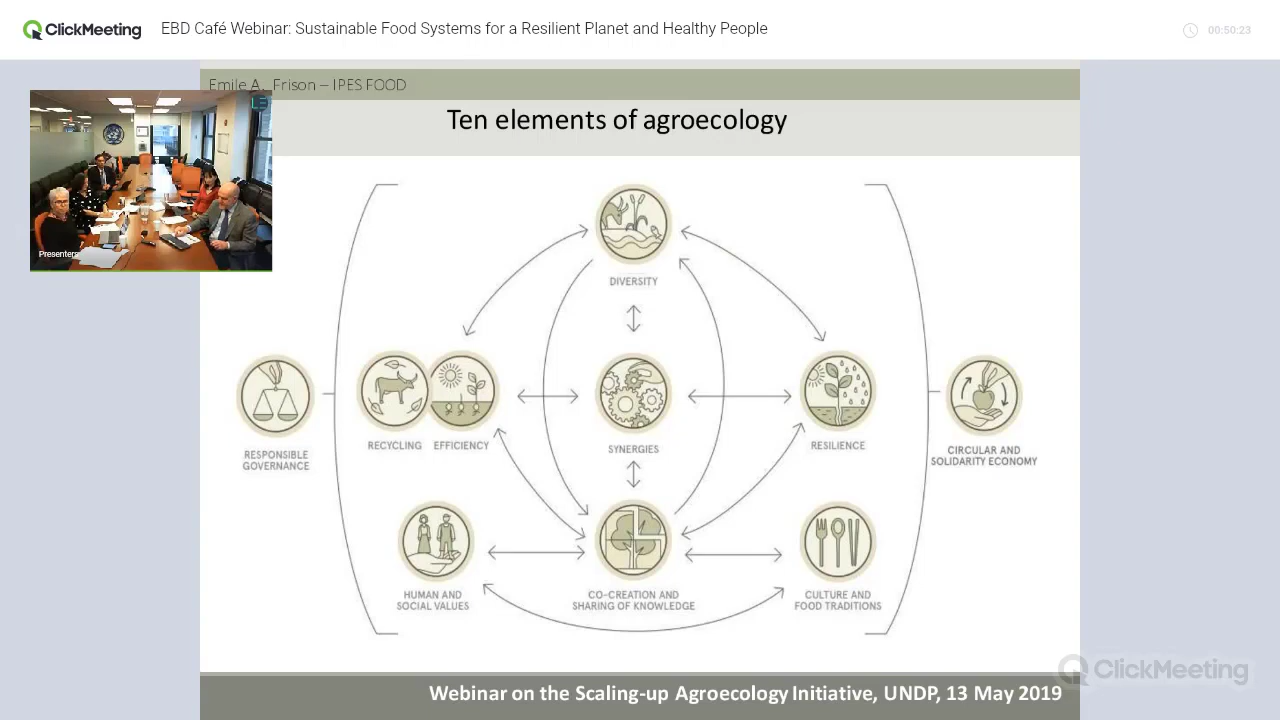 ClickMeeting
EBD Café Webinar: Sustainable Food Systems for a Resilient Planet and Healthy People
00:50:23
Emile A. Frison – IPES FOOD
Ten elements of agroecology
Presenters
DIVERSITY
RECYCLING
EFFICIENCY
SYNERGIES
RESILIENCE
RESPONSIBLE
GOVERNANCE
CIRCULAR AND
SOLIDARITY ECONOMY
HUMAN AND
SOCIAL VALUES
CO-CREATION AND
SHARING OF KNOWLEDGE
CULTURE AND
FOOD TRADITIONS
ClickMeeting
Webinar on the Scaling-up Agroecology Initiative, UNDP, 13 May 2019